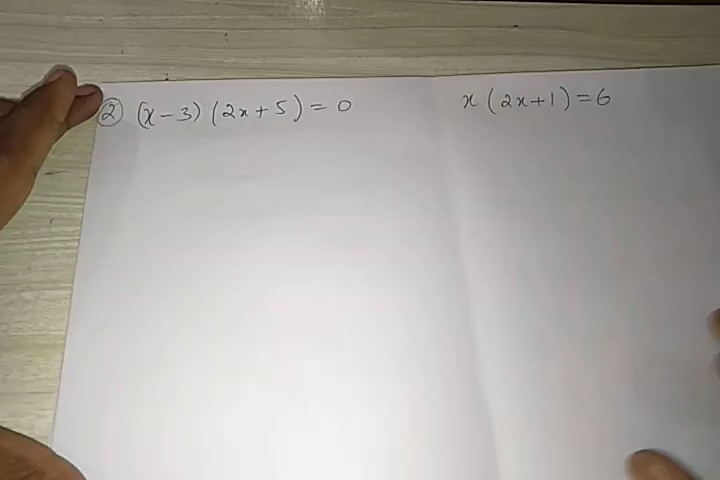 ② (x-3) (2x+5) = 0
x (2x+1) = 6